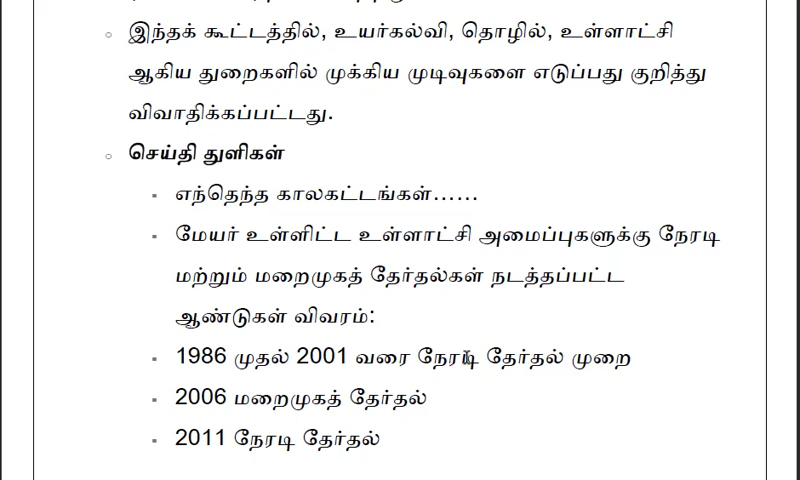 இந்தக் கூட்டத்தில், உயர்கல்வி, தொழில், உள்ளாட்சி
ஆகிய துறைகளில் முக்கிய முடிவுகளை எடுப்பது குறித்து
விவாதிக்கப்பட்டது.
செய்தி துளிகள்
எந்தெந்த காலகட்டங்கள்......
மேயர் உள்ளிட்ட உள்ளாட்சி அமைப்புகளுக்கு நேரடி
மற்றும் மறைமுகத் தேர்தல்கள் நடத்தப்பட்ட
ஆண்டுகள் விவரம்:
1986 முதல் 2001 வரை நேரடி தேர்தல் முறை
2006 மறைமுகத் தேர்தல்
2011 நேரடி தேர்தல்